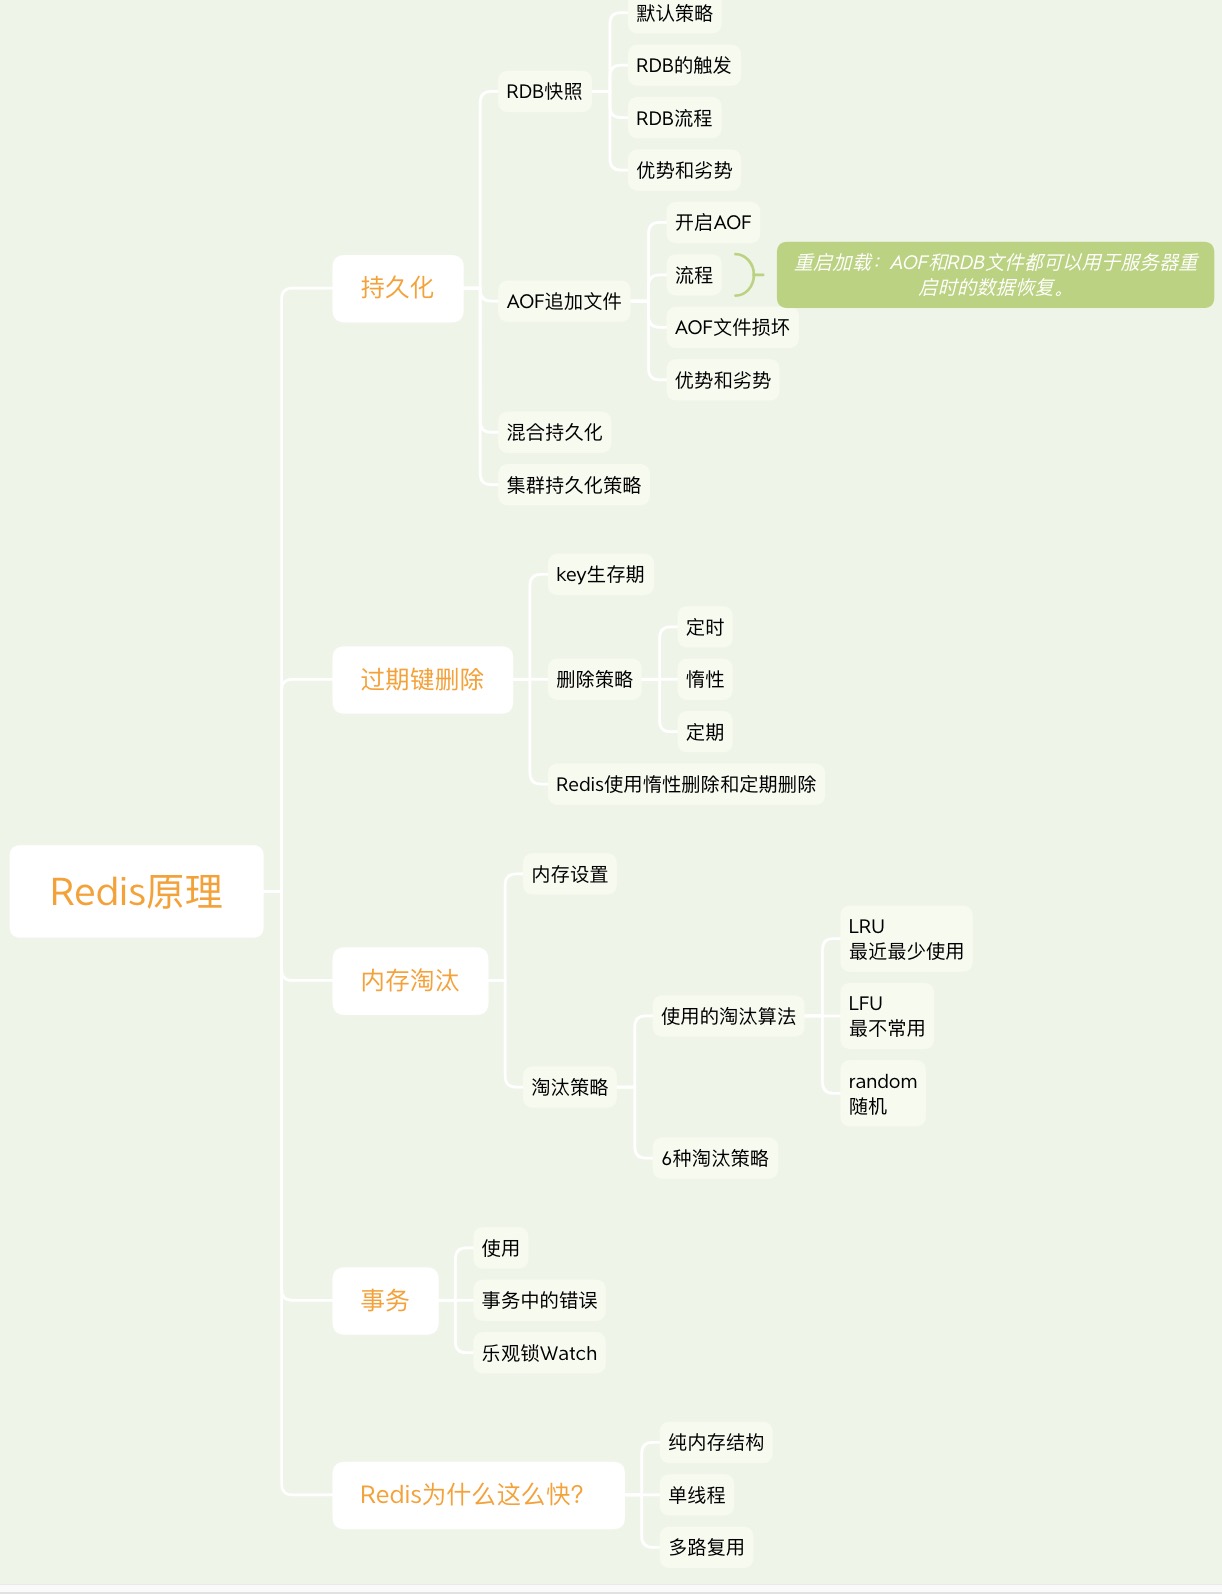 默认策略
RDB的触发
RDB快照
RDB流程
优势和劣势
开启AOF
流程
重启加载：AOF和RDB文件都可以用于服务器重
启时的数据恢复。
持久化
AOF追加文件
AOF文件损坏
优势和劣势
混合持久化
集群持久化策略
key生存期
定时
过期键删除
删除策略
惰性
定期
Redis使用惰性删除和定期删除
Redis原理
内存设置
LRU
最近最少使用
内存淘汰
使用的淘汰算法
LFU
最不常用
淘汰策略
random
随机
6种淘汰策略
使用
事务
事务中的错误
乐观锁Watch
纯内存结构
Redis为什么这么快？
单线程
多路复用